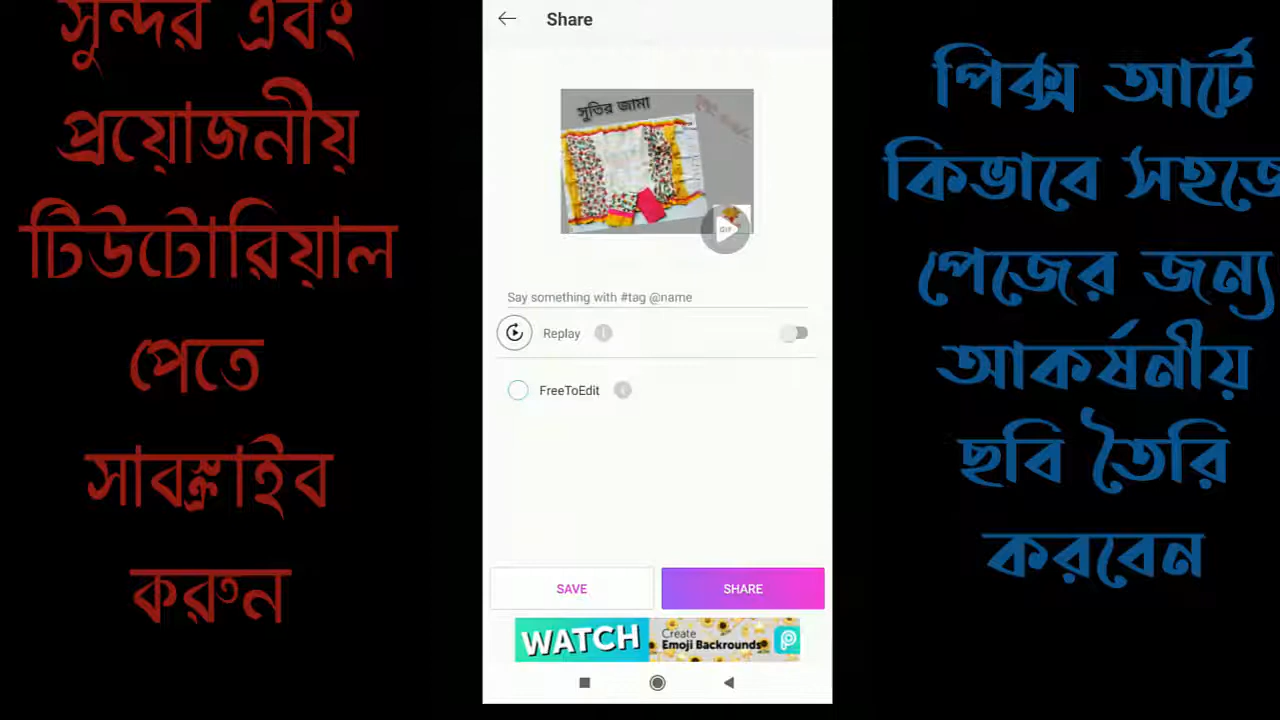 সুন্দর এবং
প্রয়োজনীয়
টিউটোরিয়াল
পেতে
সাবস্ক্রাইব
করুন
Share
সুতির জামা
GIF
Say something with #tag @name
Replay
FreeToEdit
SAVE
SHARE
WATCH
Create
Emoji Backrounds
পিক্স আর্টে
কিভাবে সহজে
পেজের জন্য
আকর্ষনীয়
ছবি তৈরি
করবেন